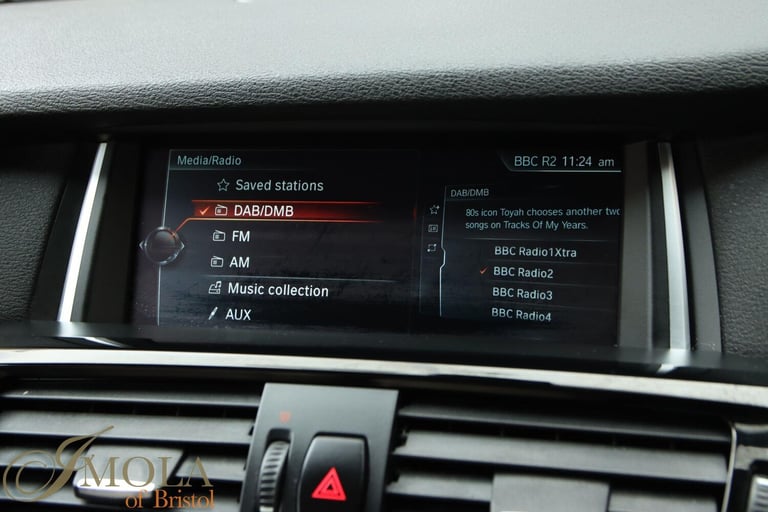 Media/Radio
BBC R2 11:24 am
Saved stations
DAB/DMB
FM
AM
Music collection
AUX
DAB/DMB
80s icon Toyah chooses another two
songs on Tracks Of My Years.
BBC Radio1Xtra
BBC Radio2
BBC Radio3
BBC Radio4
IMOLA
of Bristol